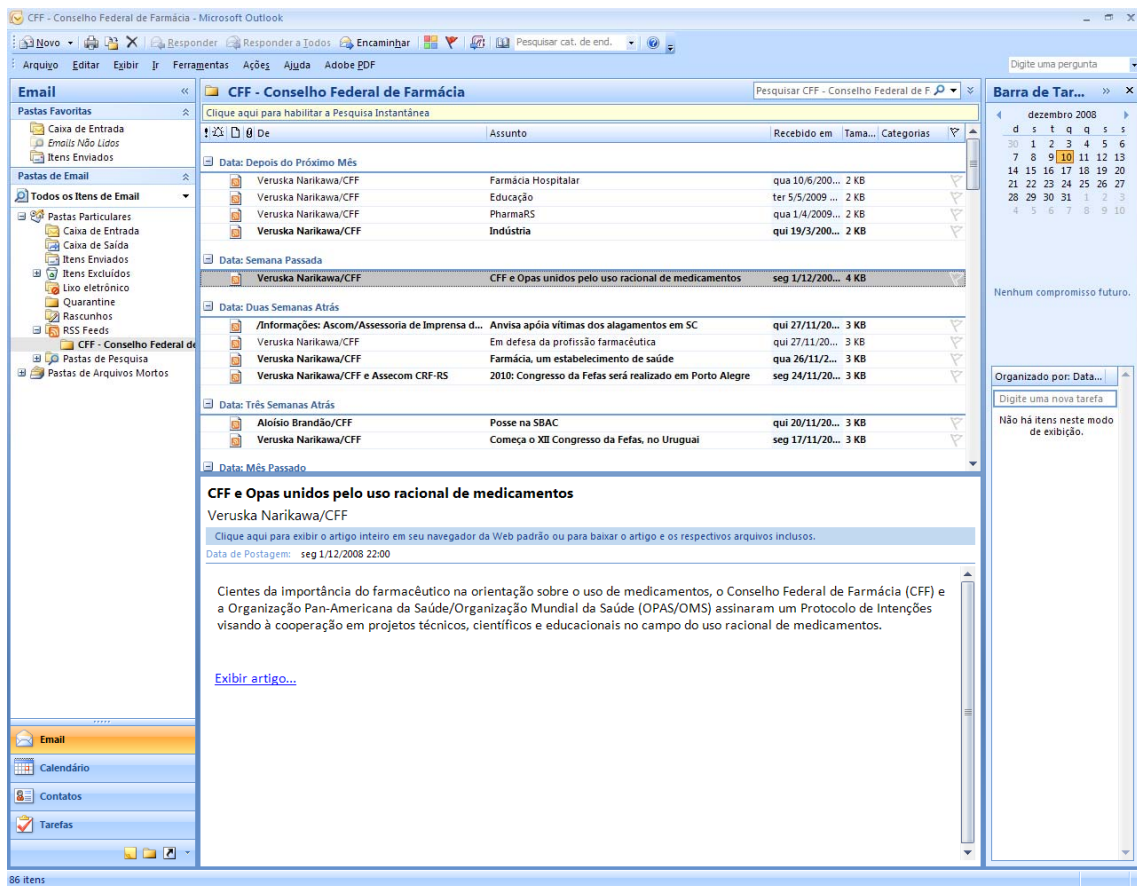 CFF - Conselho Federal de Farmácia - Microsoft Outlook
Novo Responder Responder a Todos Encaminhar Pesquisar cat. de end.
Arquivo Editar Exibir Ir Ferramentas Ações Ajuda Adobe PDF Digite uma pergunta
Email «
Pastas Favoritas
Caixa de Entrada
Emails Não Lidos
Itens Enviados
Pastas de Email
Todos os Itens de Email
Pastas Particulares
Caixa de Entrada
Caixa de Saída
Itens Enviados
Itens Excluídos
Lixo eletrônico
Quarantine
Rascunhos
RSS Feeds
CFF - Conselho Federal de
Pastas de Pesquisa
Pastas de Arquivos Mortos
Email
Calendário
Contatos
Tarefas
CFF - Conselho Federal de Farmácia Pesquisar CFF - Conselho Federal de F
Clique aqui para habilitar a Pesquisa Instantânea
De Assunto Recebido em Tama... Categorias
Data: Depois do Próximo Mês
Veruska Narikawa/CFF Farmácia Hospitalar qua 10/6/200... 2 KB
Veruska Narikawa/CFF Educação ter 5/5/2009 ... 2 KB
Veruska Narikawa/CFF PharmaRS qua 1/4/2009... 2 KB
Veruska Narikawa/CFF Indústria qui 19/3/200... 2 KB
Data: Semana Passada
Veruska Narikawa/CFF CFF e Opas unidos pelo uso racional de medicamentos seg 1/12/200... 4 KB
Data: Duas Semanas Atrás
/Informações: Ascom/Assessoria de Imprensa d... Anvisa apóia vítimas dos alagamentos em SC qui 27/11/20... 3 KB
Veruska Narikawa/CFF Em defesa da profissão farmacêutica qui 27/11/20... 3 KB
Veruska Narikawa/CFF Farmácia, um estabelecimento de saúde qua 26/11/2... 3 KB
Veruska Narikawa/CFF e Assecom CRF-RS 2010: Congresso da Fefas será realizado em Porto Alegre seg 24/11/20... 3 KB
Data: Três Semanas Atrás
Aloísio Brandão/CFF Posse na SBAC qui 20/11/20... 3 KB
Veruska Narikawa/CFF Começa o XII Congresso da Fefas, no Uruguai seg 17/11/20... 3 KB
Data: Mês Passado
CFF e Opas unidos pelo uso racional de medicamentos
Veruska Narikawa/CFF
Clique aqui para exibir o artigo inteiro em seu navegador da Web padrão ou para baixar o artigo e os respectivos arquivos inclusos.
Data de Postagem: seg 1/12/2008 22:00
Cientes da importância do farmacêutico na orientação sobre o uso de medicamentos, o Conselho Federal de Farmácia (CFF) e
a Organização Pan-Americana da Saúde/Organização Mundial da Saúde (OPAS/OMS) assinaram um Protocolo de Intenções
visando à cooperação em projetos técnicos, científicos e educacionais no campo do uso racional de medicamentos.
Exibir artigo...
Barra de Tar... »
dezembro 2008
d s t q q s s
30 1 2 3 4 5 6
7 8 9 10 11 12 13
14 15 16 17 18 19 20
21 22 23 24 25 26 27
28 29 30 31 1 2 3
4 5 6 7 8 9 10
Nenhum compromisso futuro.
Organizado por: Data...
Digite uma nova tarefa
Não há itens neste modo
de exibição.
86 itens